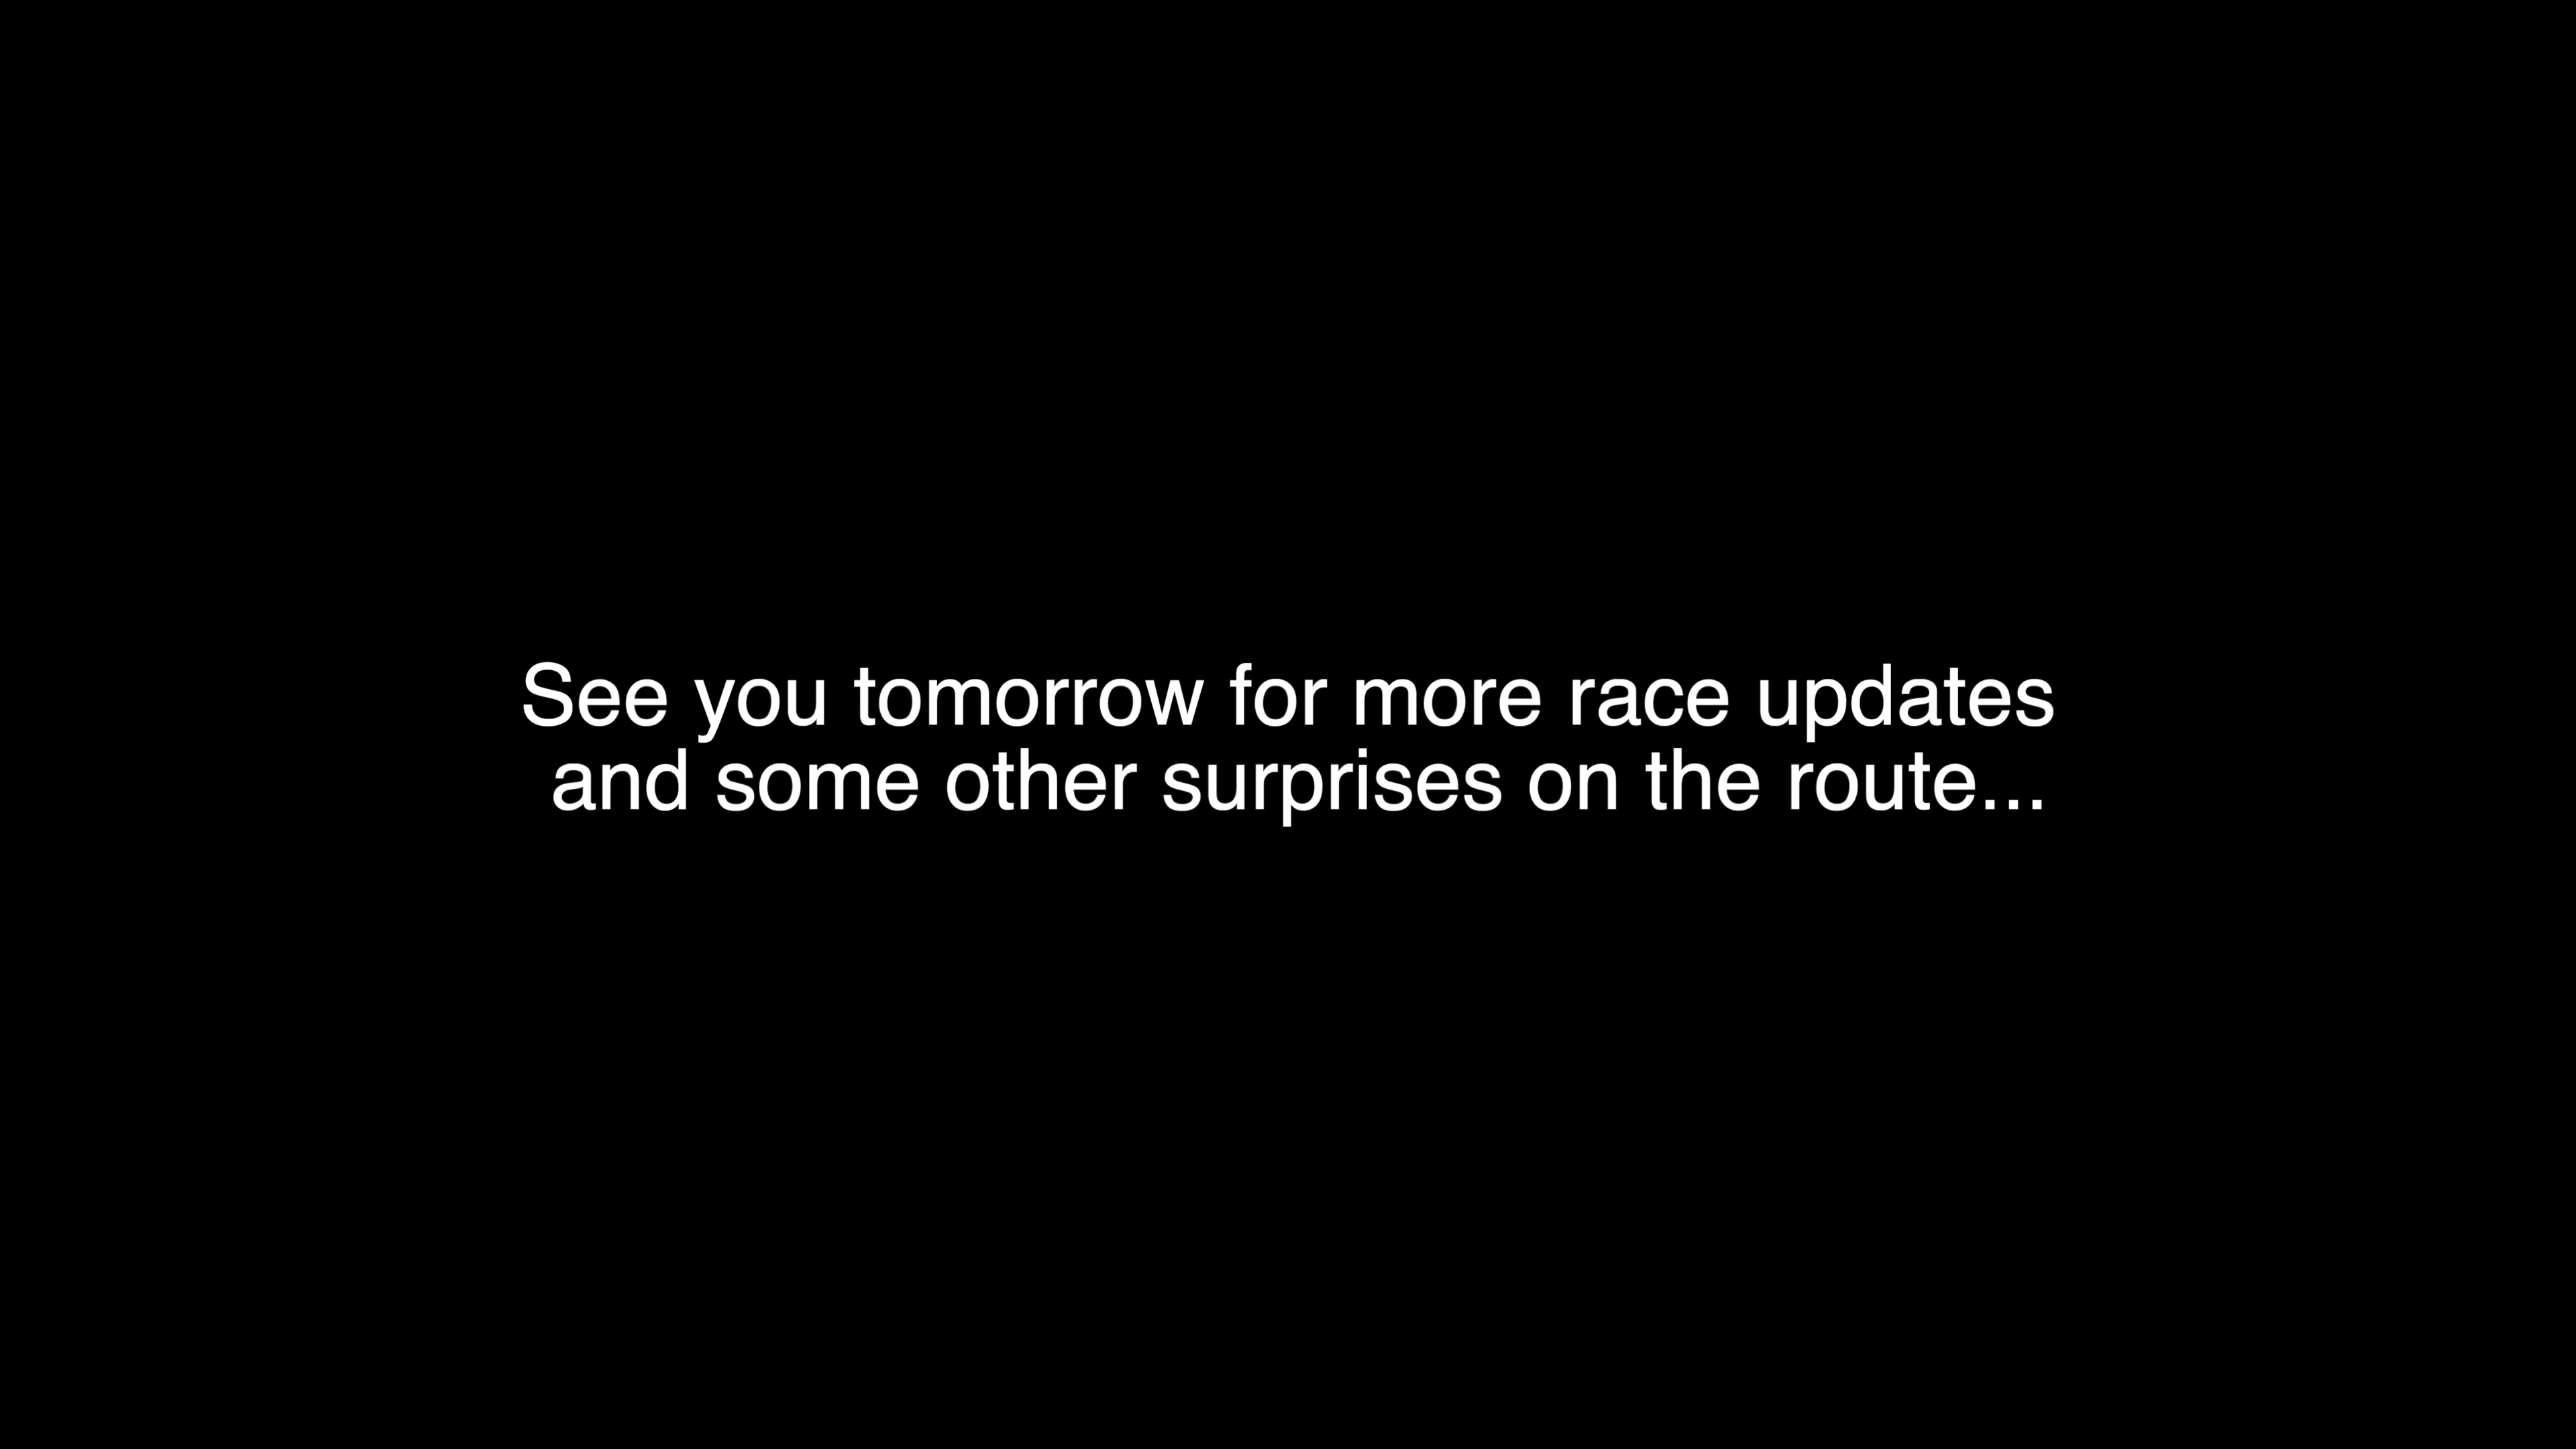 See you tomorrow for more race updates
and some other surprises on the route...